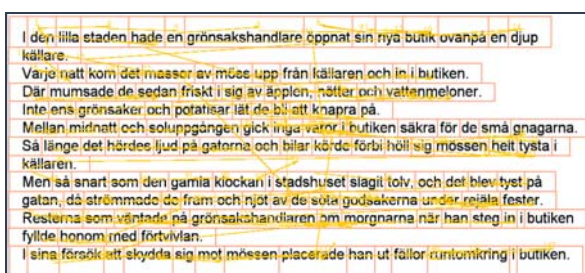 I den lilla staden hade en grönsakshandlare öppnat sin nya butik ovanpå en djup
källare.
Varje natt kom det massor av möss upp från källaren och in i butiken.
Där mumsade de sedan friskt i sig av äpplen, nötter och vattenmeloner.
Inte ens grönsaker och potatisar lät de bli att knapra på.
Mellan midnatt och soluppgången gick inga varor i butiken säkra för de små gnagarna.
Så länge det hördes ljud på gatorna och bilar körde förbi höll sig mössen helt tysta i
källaren.
Men så snart som den gamla klockan i stadshuset slagit tolv, och det blev tyst på
gatan, då strömmade de fram och njöt av de söta godsakerna under rejäla fester.
Resterna som väntade på grönsakshandlaren om morgnarna när han steg in i butiken
fyllde honom med förtvivlan.
I sina försök att skydda sig mot mössen placerade han ut fällor runtomkring i butiken.